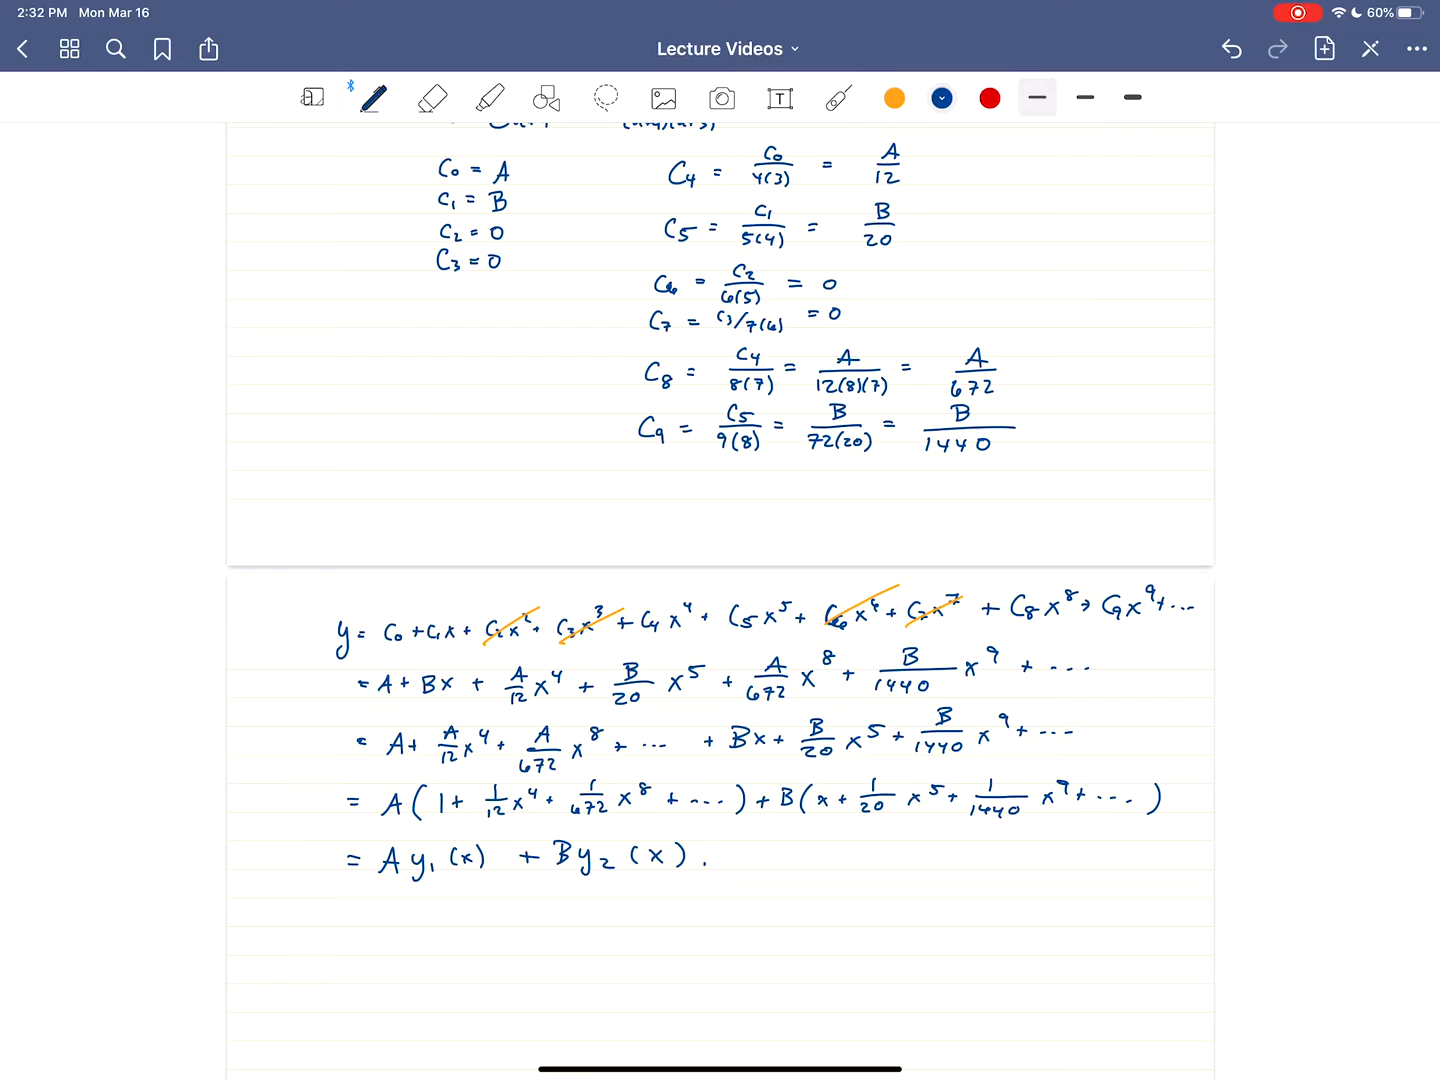 2:32 PM Mon Mar 16
60%
Lecture Videos
T
C₀ = A
C₁ = B
C₂ = 0
C₃ = 0
C₄ = C₀/4(3) = A/12
C₅ = C₁/5(4) = B/20
C₆ = C₂/6(5) = 0
C₇ = C₃/7(6) = 0
C₈ = C₄/8(7) = A/12(8)(7) = A/672
C₉ = C₅/9(8) = B/72(20) = B/1440
y = C₀ + C₁x + C₂x² + C₃x³ + C₄x⁴ + C₅x⁵ + C₆x⁶ + C₇x⁷ + C₈x⁸ + C₉x⁹ + ...
= A + Bx + A/12 x⁴ + B/20 x⁵ + A/672 x⁸ + B/1440 x⁹ + ...
= A + A/12 x⁴ + A/672 x⁸ + ... + Bx + B/20 x⁵ + B/1440 x⁹ + ...
= A(1 + 1/12 x⁴ + 1/672 x⁸ + ...) + B(x + 1/20 x⁵ + 1/1440 x⁹ + ...)
= A y₁(x) + B y₂(x).